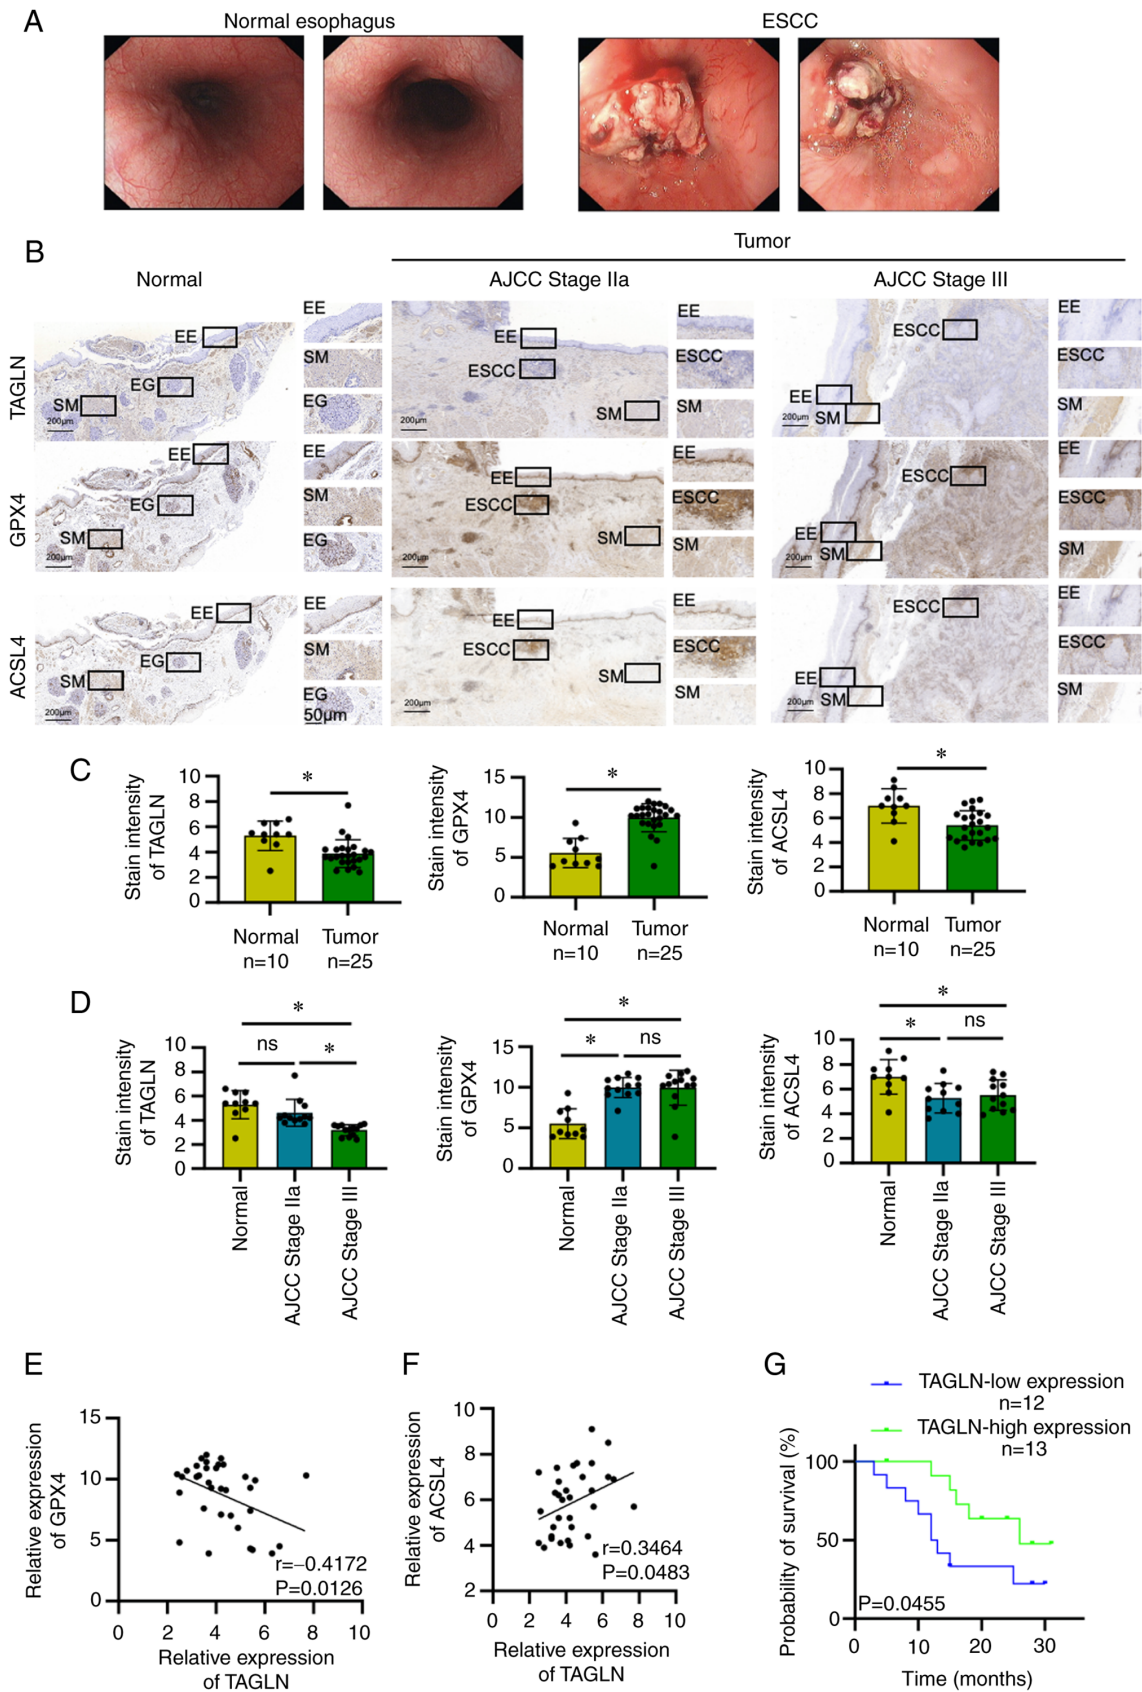 A
Normal esophagus
ESCC
B
Tumor
Normal
AJCC Stage IIa
AJCC Stage III
TAGLN
EE
EG
SM
200μm
EE
SM
EG
EE
ESCC
SM
200μm
EE
ESCC
SM
ESCC
EE
SM
200μm
EE
ESCC
SM
GPX4
EE
EG
SM
200μm
EE
SM
EG
EE
ESCC
SM
200μm
EE
ESCC
SM
ESCC
EE
SM
200μm
EE
ESCC
SM
ACSL4
EE
EG
SM
200μm
EE
SM
EG
50μm
EE
ESCC
SM
200μm
EE
ESCC
SM
ESCC
EE
SM
200μm
EE
ESCC
SM
C
Stain intensity
of TAGLN
10
8
6
4
2
0
*
Normal
n=10
Tumor
n=25
Stain intensity
of GPX4
15
10
5
0
*
Normal
n=10
Tumor
n=25
Stain intensity
of ACSL4
10
8
6
4
2
0
*
Normal
n=10
Tumor
n=25
D
Stain intensity
of TAGLN
10
8
6
4
2
0
*
ns
*
Normal
AJCC Stage IIa
AJCC Stage III
Stain intensity
of GPX4
15
10
5
0
*
*
ns
Normal
AJCC Stage IIa
AJCC Stage III
Stain intensity
of ACSL4
10
8
6
4
2
0
*
*
ns
Normal
AJCC Stage IIa
AJCC Stage III
E
Relative expression
of GPX4
15
10
5
0
r=−0.4172
P=0.0126
0 2 4 6 8 10
Relative expression
of TAGLN
F
Relative expression
of ACSL4
10
8
6
4
2
r=0.3464
P=0.0483
0 2 4 6 8 10
Relative expression
of TAGLN
G
TAGLN-low expression
n=12
TAGLN-high expression
n=13
Probability of survival (%)
100
50
0
P=0.0455
0 10 20 30
Time (months)